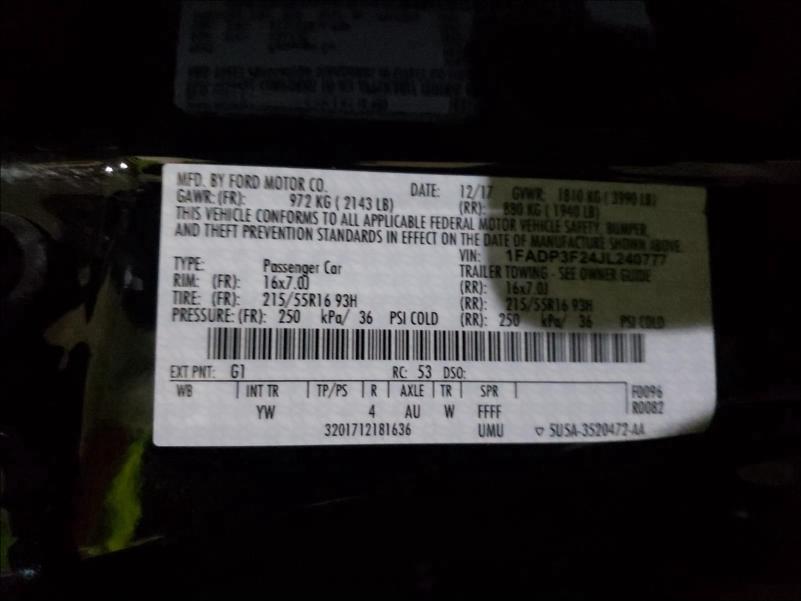 MFD. BY FORD MOTOR CO. DATE: 12/17 GVWR: 1810 KG ( 3990 LB)
GAWR: (FR): 972 KG ( 2143 LB) (RR): 880 KG ( 1940 LB)
THIS VEHICLE CONFORMS TO ALL APPLICABLE FEDERAL MOTOR VEHICLE SAFETY, BUMPER,
AND THEFT PREVENTION STANDARDS IN EFFECT ON THE DATE OF MANUFACTURE SHOWN ABOVE.
VIN: 1FADP3F24JL240777
TYPE: Passenger Car TRAILER TOWING - SEE OWNER GUIDE
RIM: (FR): 16x7.0J (RR): 16x7.0J
TIRE: (FR): 215/55R16 93H (RR): 215/55R16 93H
PRESSURE: (FR): 250 kPa/ 36 PSI COLD (RR): 250 kPa/ 36 PSI COLD
EXT PNT: G1 RC: 53 DSO:
WB INT TR TP/PS R AXLE TR SPR F0096
YW 4 AU W FFFF R0082
3201712181636 UMU ▽ 5U5A-3520472-AA